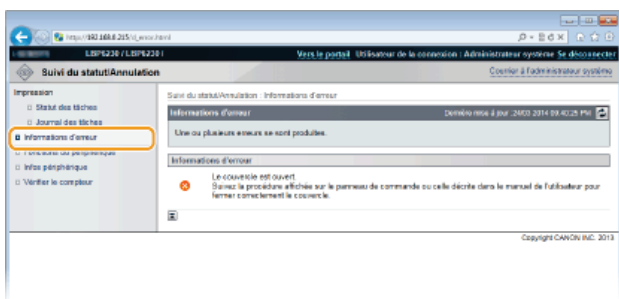 http://192.168.6.215/d_error.html
LBP6230 / LBP6230
Vers le portail Utilisateur de la connexion : Administrateur système Se déconnecter
Suivi du statut/Annulation
Courrier à l'administrateur système
Impression
Statut des tâches
Journal des tâches
Informations d'erreur
Fonctions du périphérique
Infos périphérique
Vérifier le compteur
Suivi du statut/Annulation : Informations d'erreur
Informations d'erreur
Dernière mise à jour :24/03 2014 09:40:25 PM
Une ou plusieurs erreurs se sont produites.
Informations d'erreur
Le couvercle est ouvert.
Suivez la procédure affichée sur le panneau de commande ou celle décrite dans le manuel de l'utilisateur pour
fermer correctement le couvercle.
Copyright CANON INC. 2013